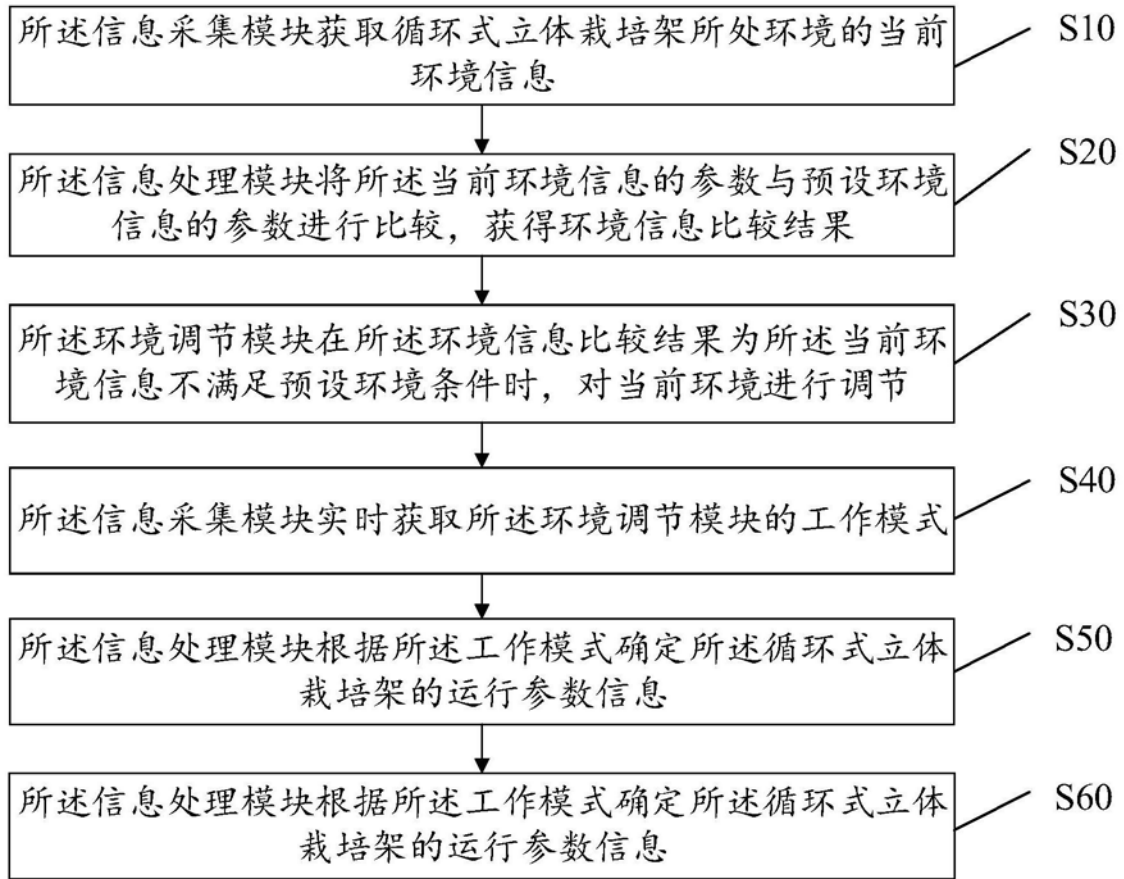 所述信息采集模块获取循环式立体栽培架所处环境的当前
环境信息
S10
所述信息处理模块将所述当前环境信息的参数与预设环境
信息的参数进行比较，获得环境信息比较结果
S20
所述环境调节模块在所述环境信息比较结果为所述当前环
境信息不满足预设环境条件时，对当前环境进行调节
S30
所述信息采集模块实时获取所述环境调节模块的工作模式
S40
所述信息处理模块根据所述工作模式确定所述循环式立体
栽培架的运行参数信息
S50
所述信息处理模块根据所述工作模式确定所述循环式立体
栽培架的运行参数信息
S60